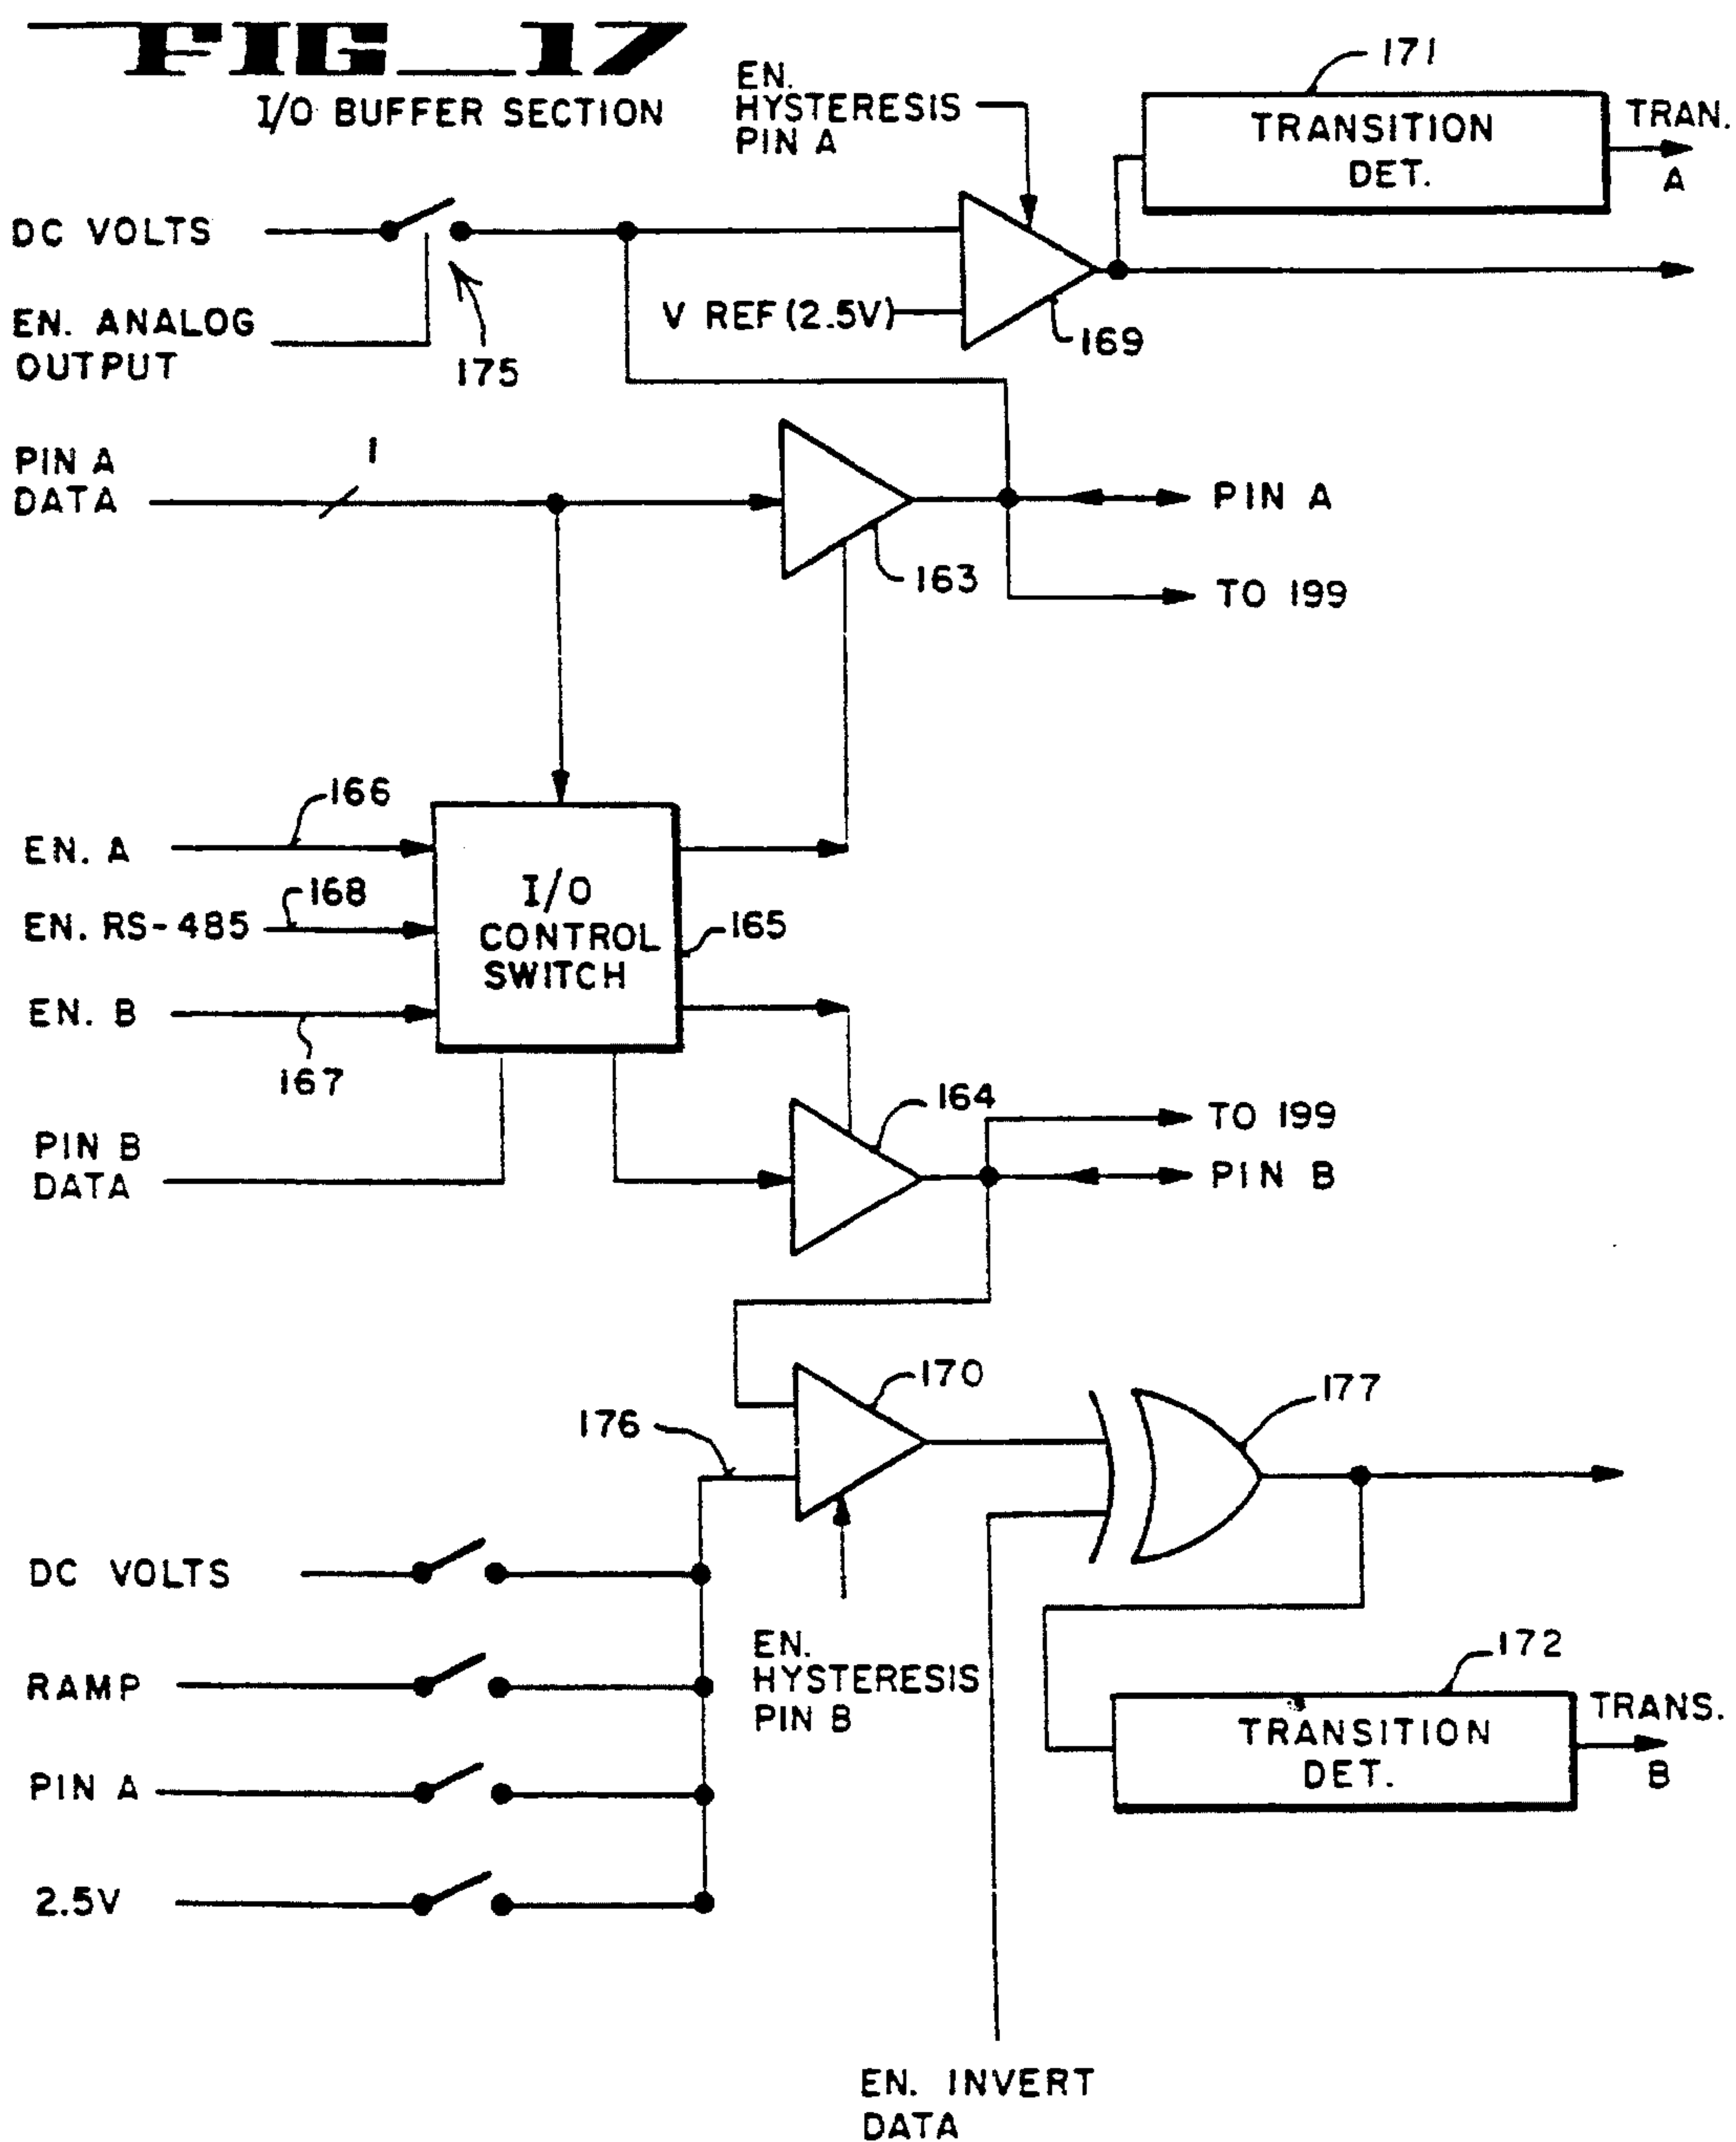 FIG_17
I/O BUFFER SECTION
EN.
HYSTERESIS
PIN A
171
TRANSITION
DET.
TRAN.
A
DC VOLTS
EN. ANALOG
OUTPUT
175
V REF (2.5V)
169
PIN A
DATA
1
163
PIN A
TO 199
166
EN. A
168
EN. RS-485
EN. B
167
I/O
CONTROL
SWITCH
165
PIN B
DATA
164
TO 199
PIN B
170
176
177
DC VOLTS
RAMP
PIN A
2.5V
EN.
HYSTERESIS
PIN B
172
TRANSITION
DET.
TRANS.
B
EN. INVERT
DATA